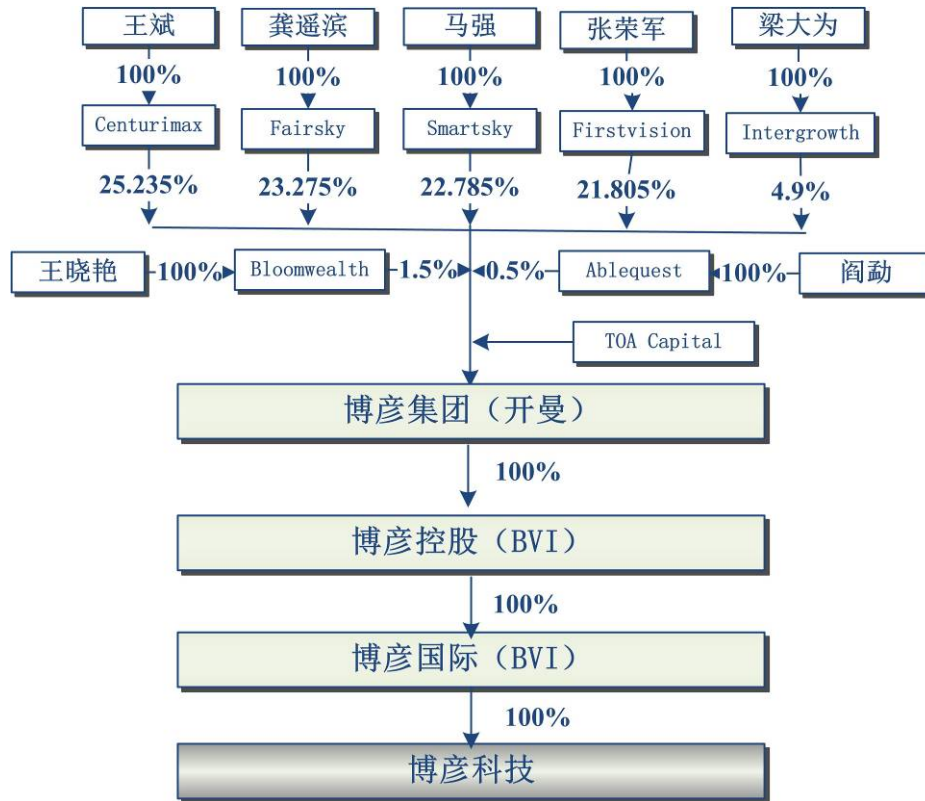 王斌 龚遥滨 马强 张荣军 梁大为
100% 100% 100% 100% 100%
Centurimax Fairsky Smartsky Firstvision Intergrowth
25.235% 23.275% 22.785% 21.805% 4.9%
王晓艳 100% Bloomwealth 1.5% 0.5% Ablequest 100% 阎勐
TOA Capital
博彦集团（开曼）
100%
博彦控股（BVI）
100%
博彦国际（BVI）
100%
博彦科技